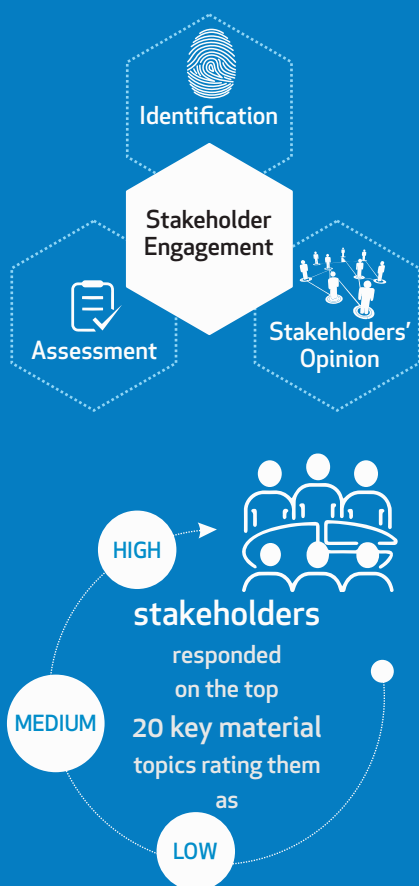 Identification
Stakeholder
Engagement
Assessment
Stakehloders'
Opinion
HIGH
stakeholders
responded
on the top
MEDIUM
20 key material
topics rating them
as
LOW